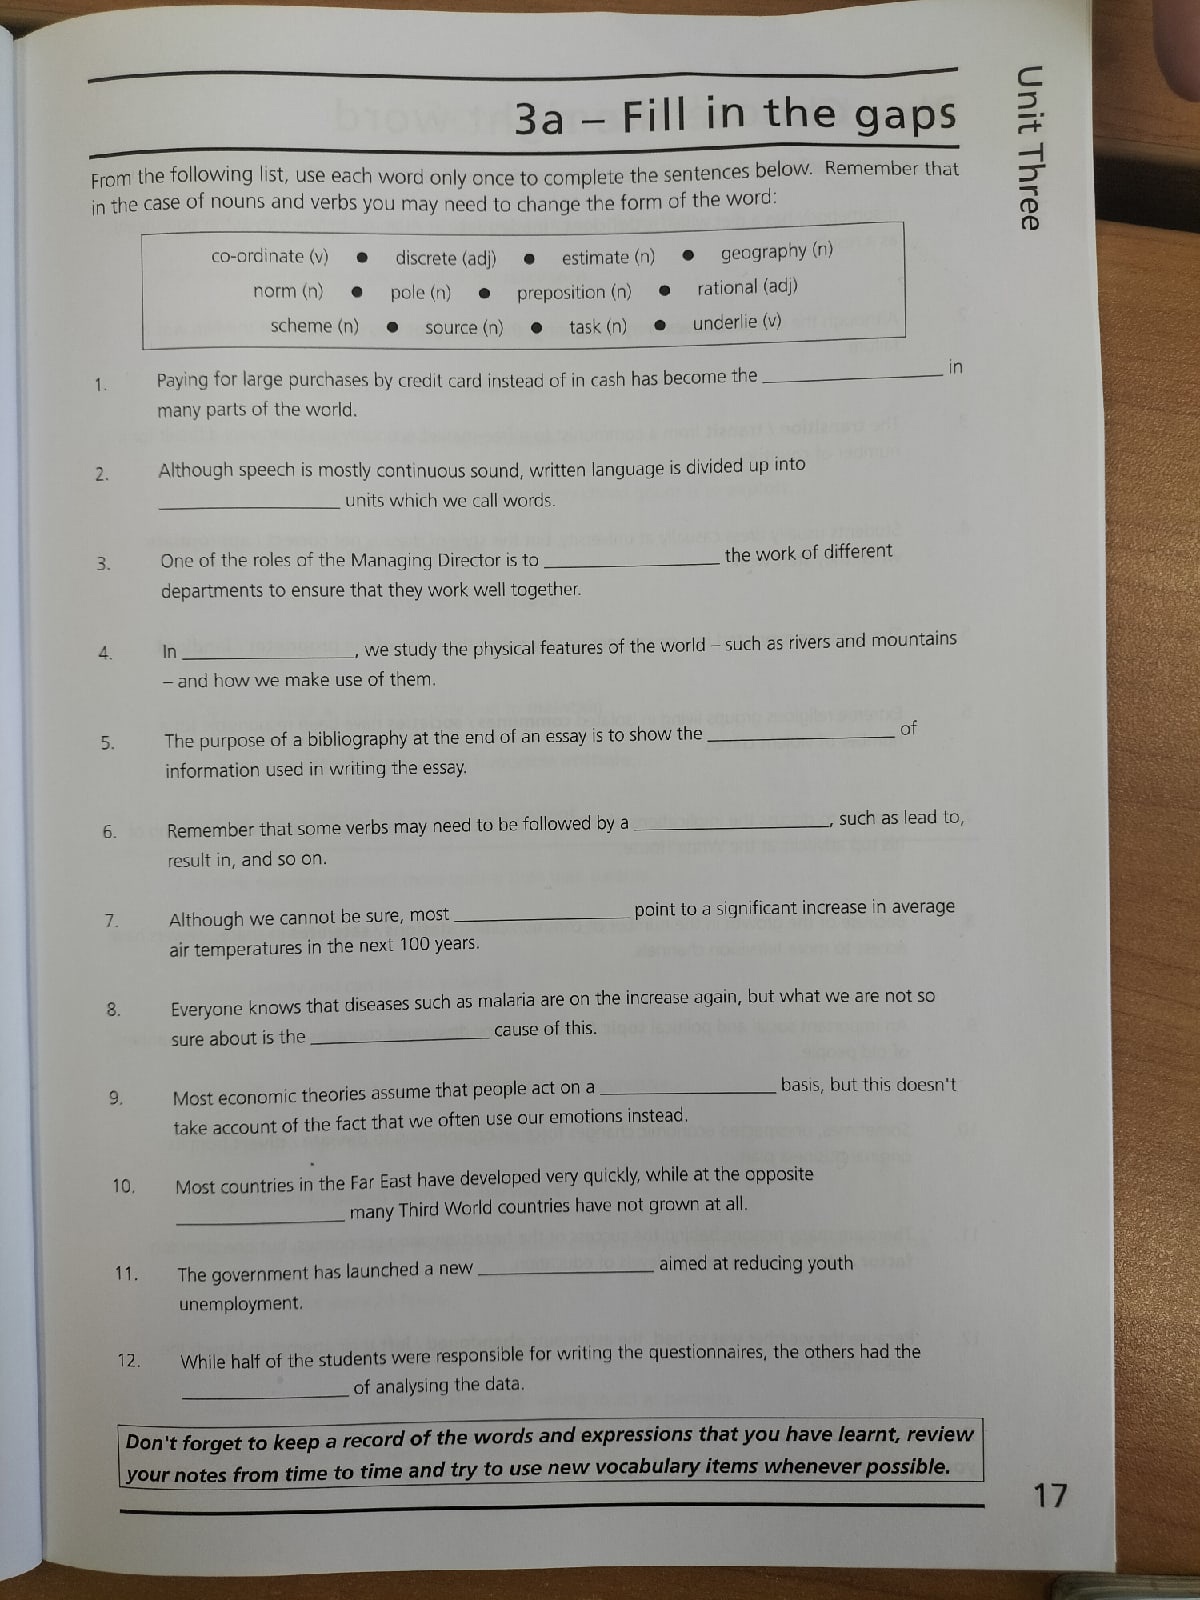 Unit Three
3a – Fill in the gaps
From the following list, use each word only once to complete the sentences below. Remember that
in the case of nouns and verbs you may need to change the form of the word:
co-ordinate (v) ● discrete (adj) ● estimate (n) ● geography (n)
norm (n) ● pole (n) ● preposition (n) ● rational (adj)
scheme (n) ● source (n) ● task (n) ● underlie (v)
1. Paying for large purchases by credit card instead of in cash has become the ____________ in
many parts of the world.
2. Although speech is mostly continuous sound, written language is divided up into
____________ units which we call words.
3. One of the roles of the Managing Director is to ____________ the work of different
departments to ensure that they work well together.
4. In ____________, we study the physical features of the world – such as rivers and mountains
– and how we make use of them.
5. The purpose of a bibliography at the end of an essay is to show the ____________ of
information used in writing the essay.
6. Remember that some verbs may need to be followed by a ____________, such as lead to,
result in, and so on.
7. Although we cannot be sure, most ____________ point to a significant increase in average
air temperatures in the next 100 years.
8. Everyone knows that diseases such as malaria are on the increase again, but what we are not so
sure about is the ____________ cause of this.
9. Most economic theories assume that people act on a ____________ basis, but this doesn't
take account of the fact that we often use our emotions instead.
10. Most countries in the Far East have developed very quickly, while at the opposite
____________ many Third World countries have not grown at all.
11. The government has launched a new ____________ aimed at reducing youth
unemployment.
12. While half of the students were responsible for writing the questionnaires, the others had the
____________ of analysing the data.
Don't forget to keep a record of the words and expressions that you have learnt, review
your notes from time to time and try to use new vocabulary items whenever possible.
17